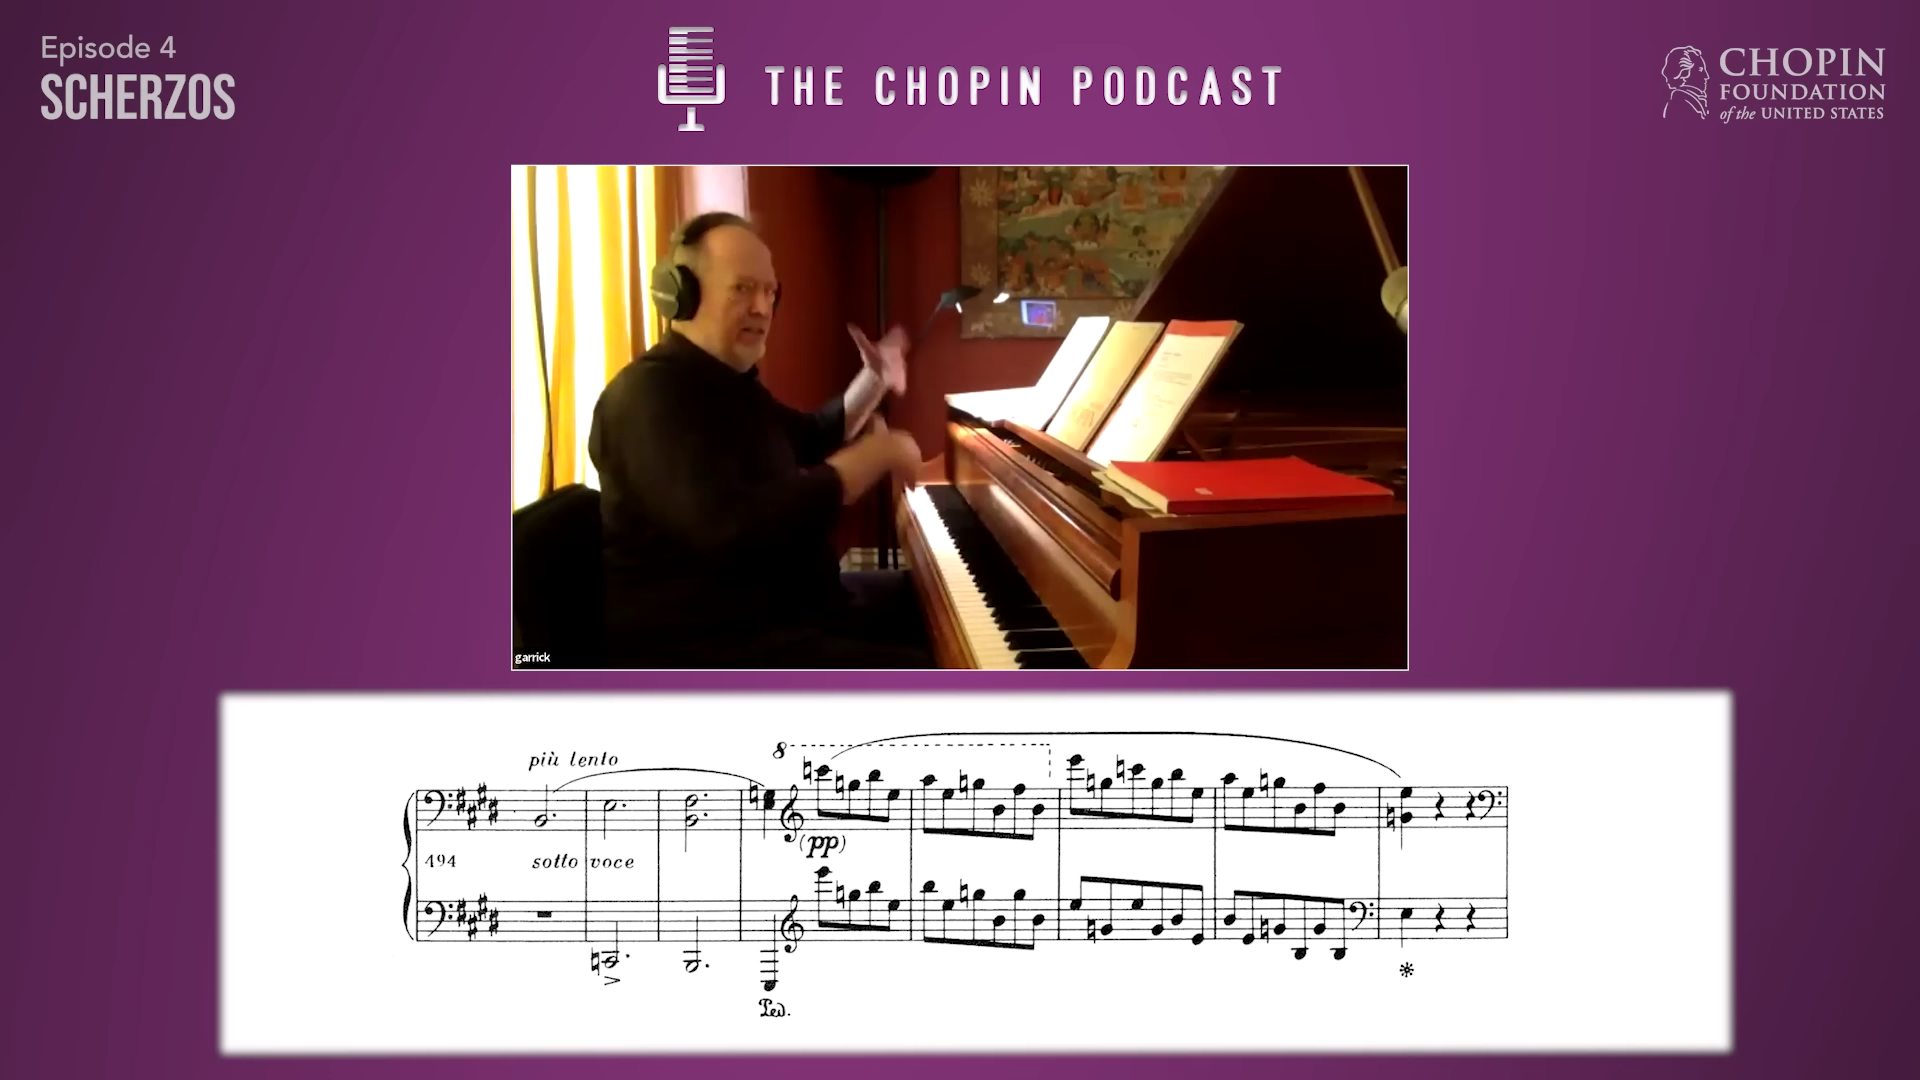 Episode 4
SCHERZOS
THE CHOPIN PODCAST
CHOPIN
FOUNDATION
of the UNITED STATES
garrick
più lento
8
(pp)
494
sotto voce
Ped.